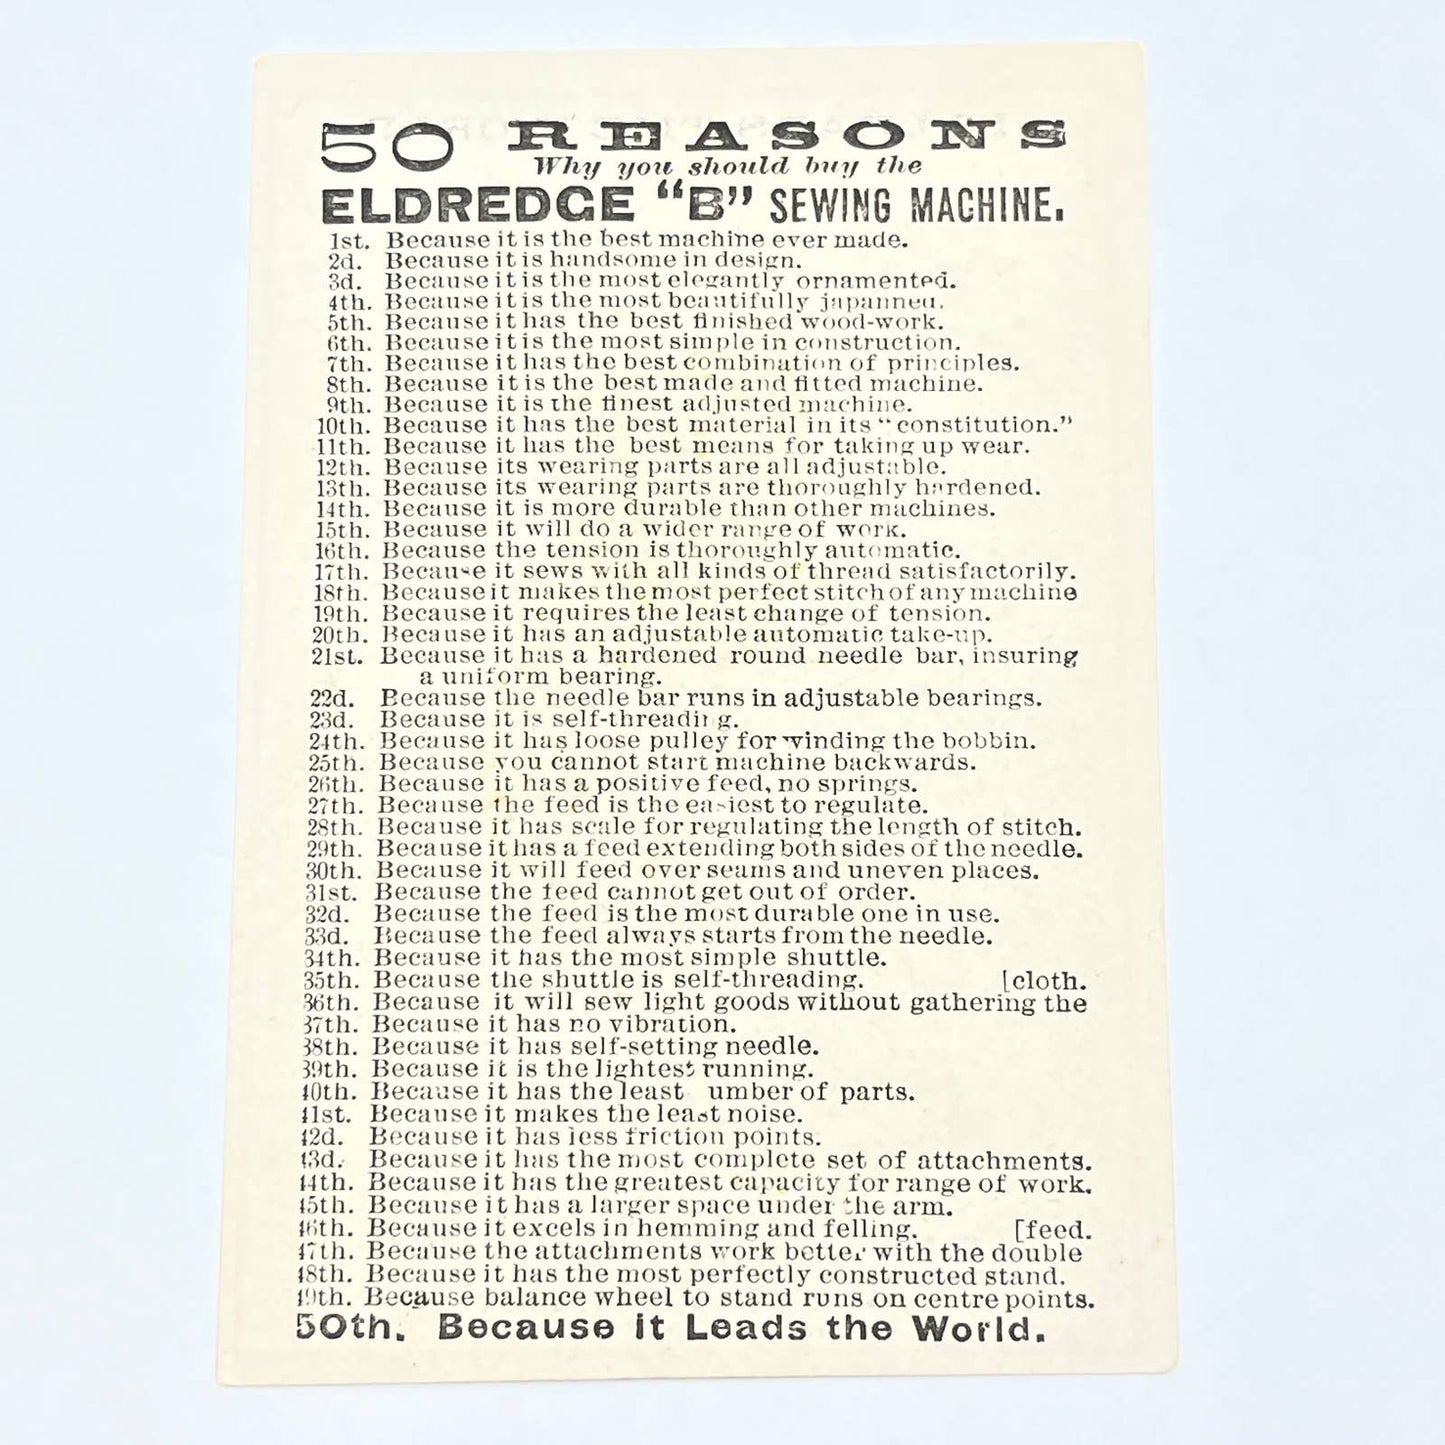 50 REASONS
Why you should buy the
ELDREDGE "B" SEWING MACHINE.
1st. Because it is the best machine ever made.
2d. Because it is handsome in design.
3d. Because it is the most elegantly ornamented.
4th. Because it is the most beautifully japanned.
5th. Because it has the best finished wood-work.
6th. Because it is the most simple in construction.
7th. Because it has the best combination of principles.
8th. Because it is the best made and fitted machine.
9th. Because it is the finest adjusted machine.
10th. Because it has the best material in its "constitution."
11th. Because it has the best means for taking up wear.
12th. Because its wearing parts are all adjustable.
13th. Because its wearing parts are thoroughly hardened.
14th. Because it is more durable than other machines.
15th. Because it will do a wider range of work.
16th. Because the tension is thoroughly automatic.
17th. Because it sews with all kinds of thread satisfactorily.
18th. Because it makes the most perfect stitch of any machine
19th. Because it requires the least change of tension.
20th. Because it has an adjustable automatic take-up.
21st. Because it has a hardened round needle bar, insuring
a uniform bearing.
22d. Because the needle bar runs in adjustable bearings.
23d. Because it is self-threading.
24th. Because it has loose pulley for winding the bobbin.
25th. Because you cannot start machine backwards.
26th. Because it has a positive feed, no springs.
27th. Because the feed is the easiest to regulate.
28th. Because it has scale for regulating the length of stitch.
29th. Because it has a feed extending both sides of the needle.
30th. Because it will feed over seams and uneven places.
31st. Because the feed cannot get out of order.
32d. Because the feed is the most durable one in use.
33d. Because the feed always starts from the needle.
34th. Because it has the most simple shuttle.
35th. Because the shuttle is self-threading. [cloth.
36th. Because it will sew light goods without gathering the
37th. Because it has no vibration.
38th. Because it has self-setting needle.
39th. Because it is the lightest running.
40th. Because it has the least umber of parts.
41st. Because it makes the least noise.
42d. Because it has less friction points.
43d. Because it has the most complete set of attachments.
44th. Because it has the greatest capacity for range of work.
45th. Because it has a larger space under the arm.
46th. Because it excels in hemming and felling. [feed.
47th. Because the attachments work better with the double
48th. Because it has the most perfectly constructed stand.
49th. Because balance wheel to stand runs on centre points.
50th. Because it Leads the World.